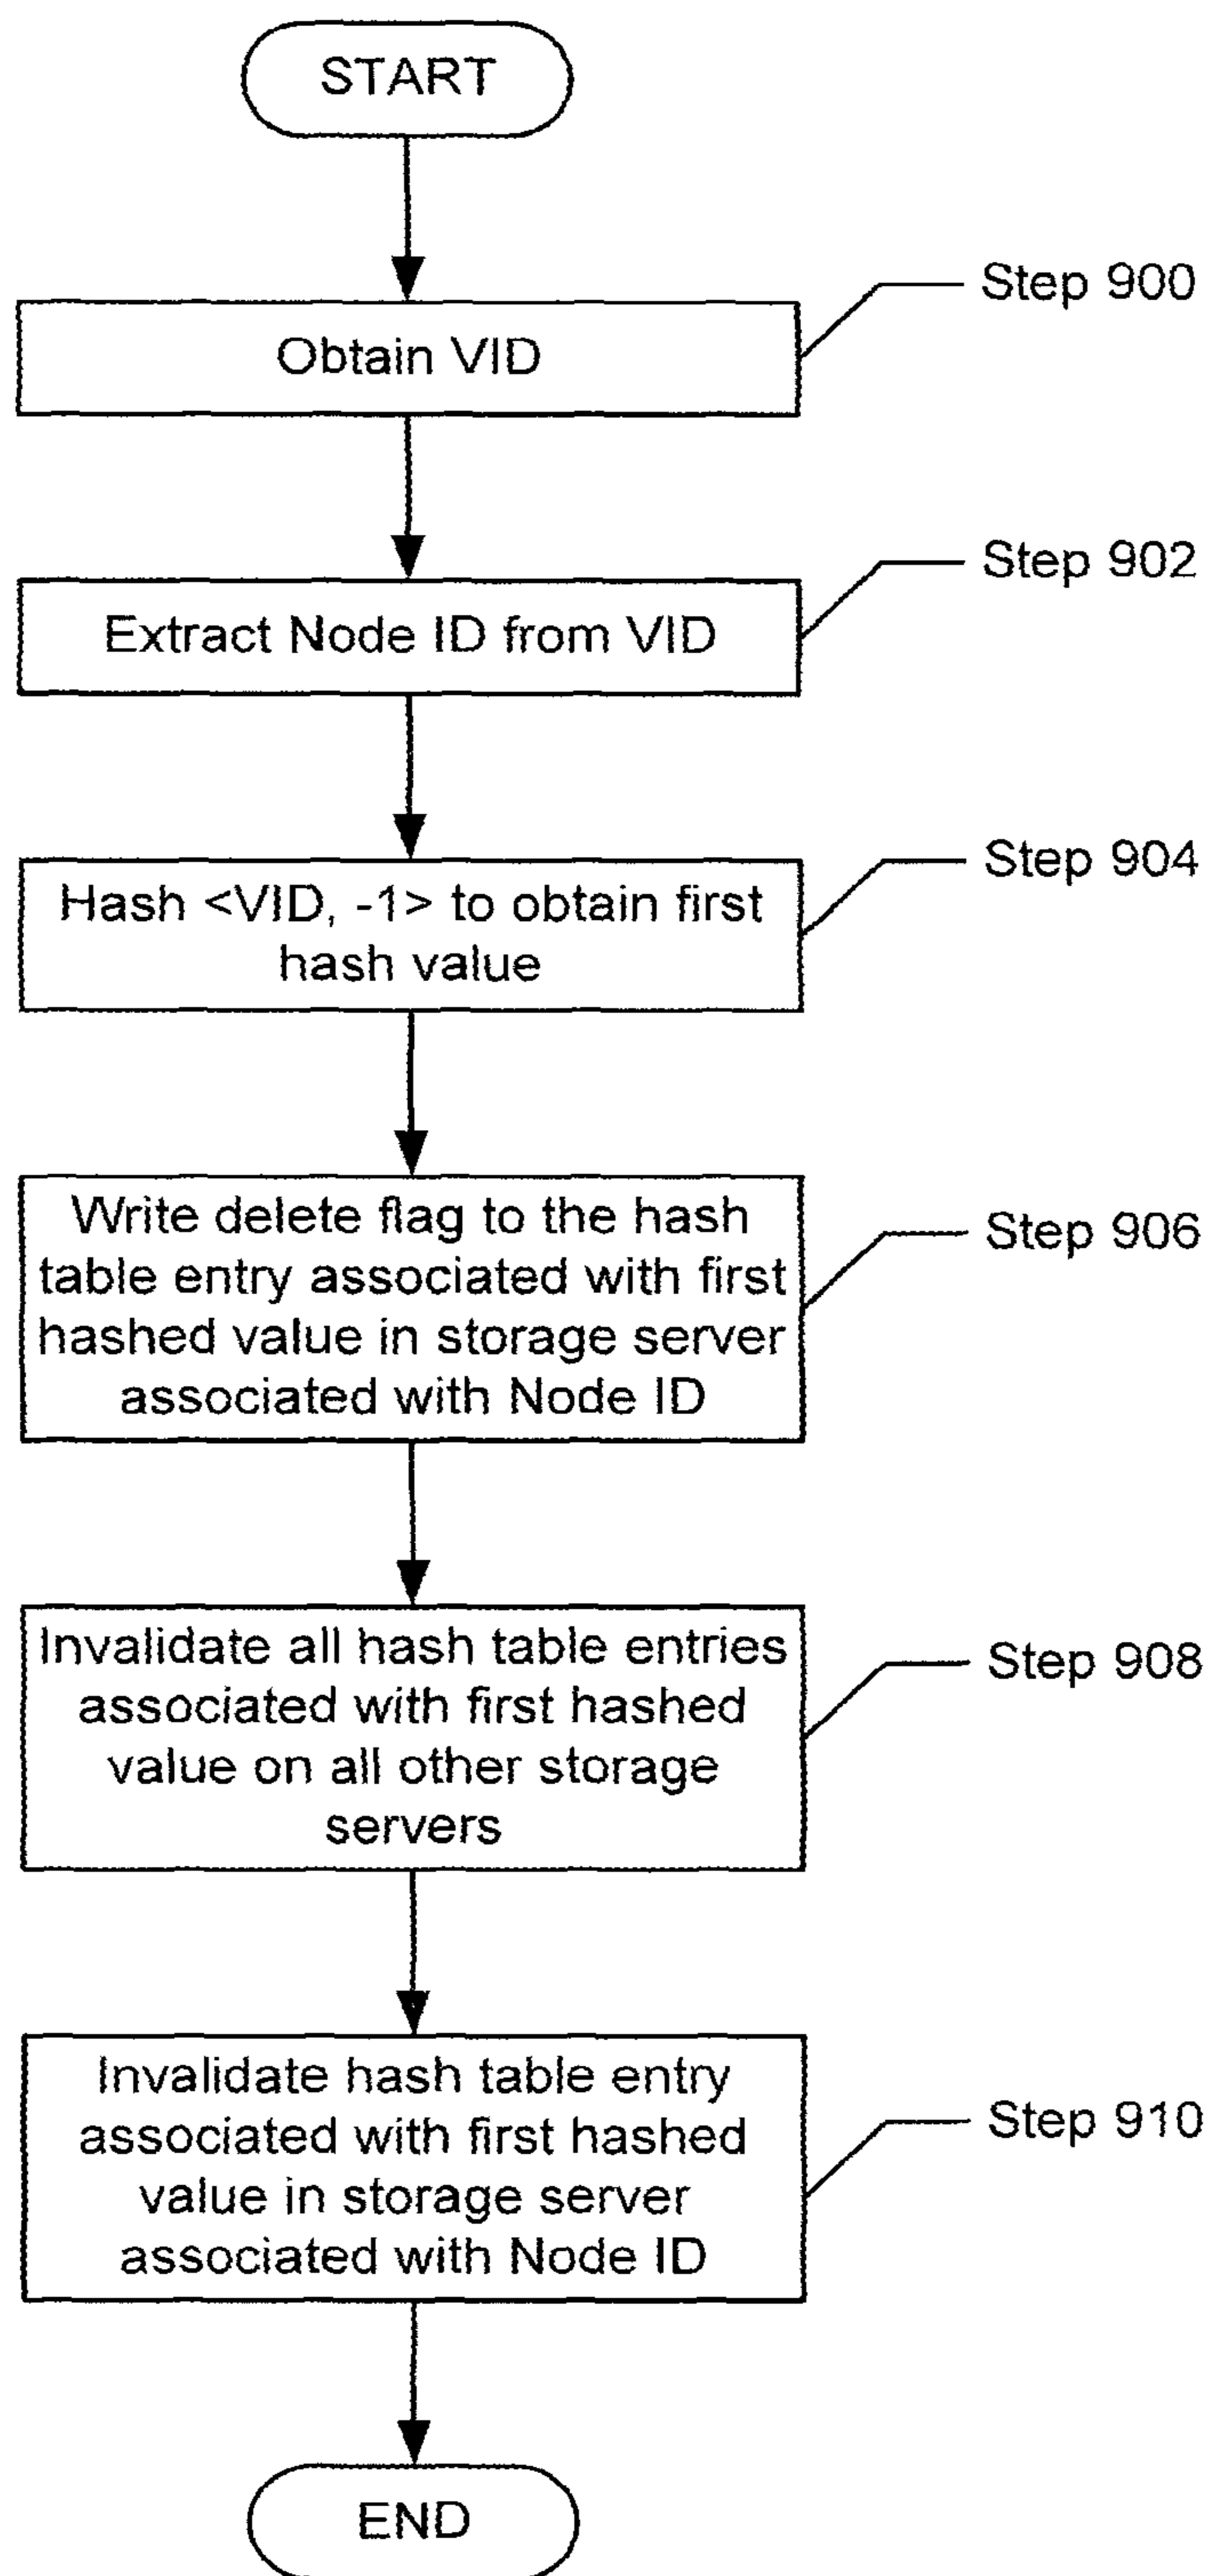 START
Step 900
Obtain VID
Step 902
Extract Node ID from VID
Step 904
Hash <VID, -1> to obtain first
hash value
Step 906
Write delete flag to the hash
table entry associated with first
hashed value in storage server
associated with Node ID
Step 908
Invalidate all hash table entries
associated with first hashed
value on all other storage
servers
Step 910
Invalidate hash table entry
associated with first hashed
value in storage server
associated with Node ID
END